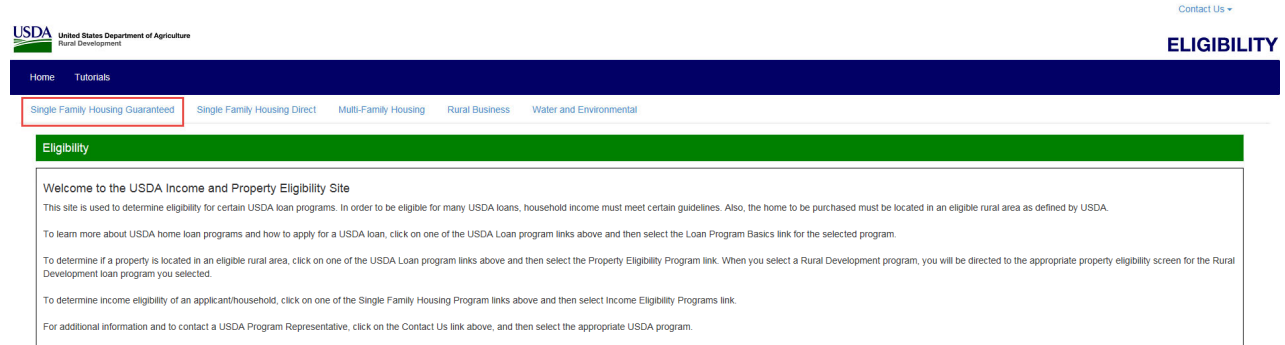 Contact Us
USDA
United States Department of Agriculture
Rural Development
ELIGIBILITY
Home Tutorials
Single Family Housing Guaranteed Single Family Housing Direct Multi-Family Housing Rural Business Water and Environmental
Eligibility
Welcome to the USDA Income and Property Eligibility Site
This site is used to determine eligibility for certain USDA loan programs. In order to be eligible for many USDA loans, household income must meet certain guidelines. Also, the home to be purchased must be located in an eligible rural area as defined by USDA.
To learn more about USDA home loan programs and how to apply for a USDA loan, click on one of the USDA Loan program links above and then select the Loan Program Basics link for the selected program.
To determine if a property is located in an eligible rural area, click on one of the USDA Loan program links above and then select the Property Eligibility Program link. When you select a Rural Development program, you will be directed to the appropriate property eligibility screen for the Rural
Development loan program you selected.
To determine income eligibility of an applicant/household, click on one of the Single Family Housing Program links above and then select Income Eligibility Programs link.
For additional information and to contact a USDA Program Representative, click on the Contact Us link above, and then select the appropriate USDA program.